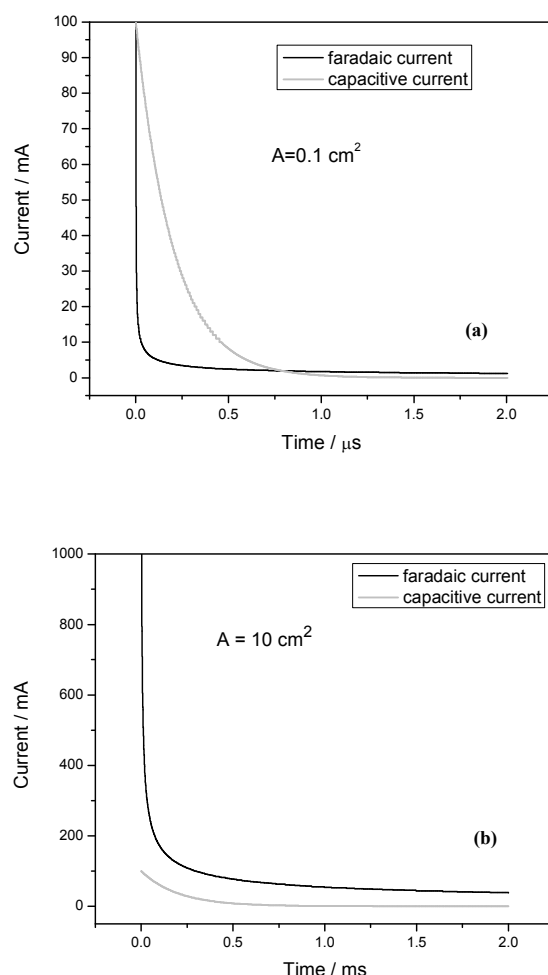 100
90
80
70
60
50
40
30
20
10
0
Current / mA
faradaic current
capacitive current
A=0.1 cm²
(a)
0.0 0.5 1.0 1.5 2.0
Time / μs
1000
800
600
400
200
0
Current / mA
faradaic current
capacitive current
A = 10 cm²
(b)
0.0 0.5 1.0 1.5 2.0
Time / ms